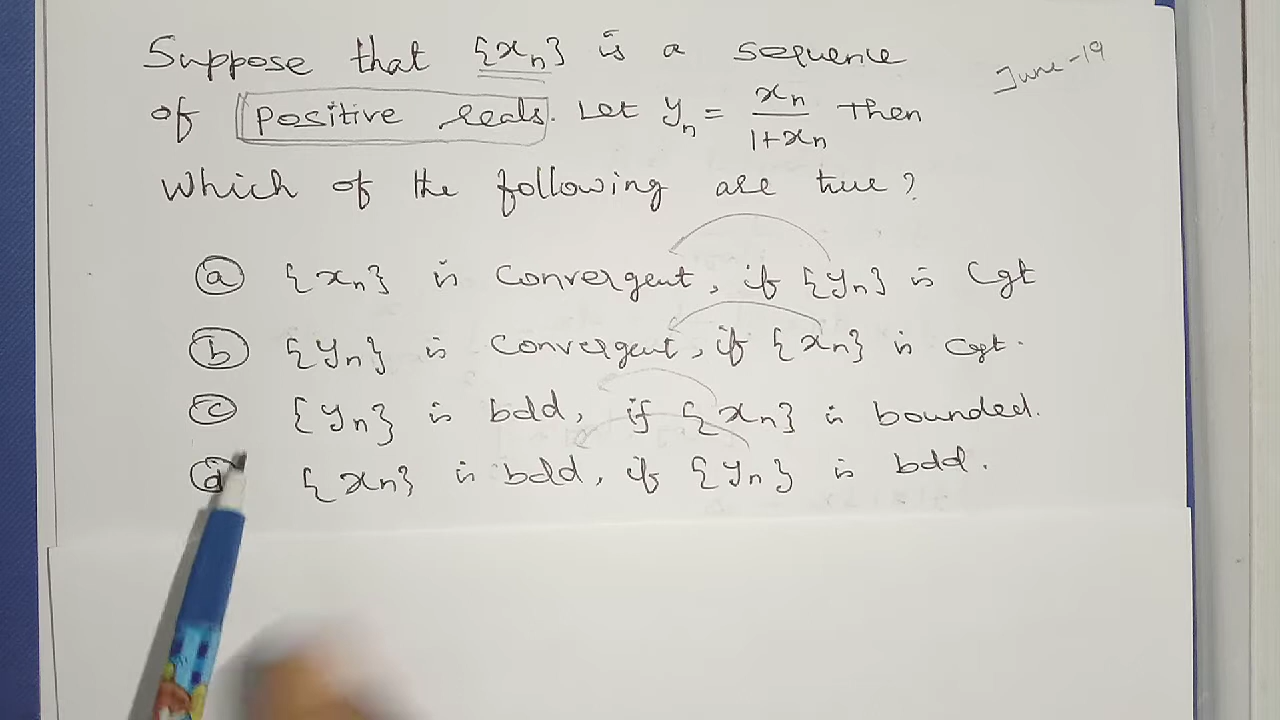 Suppose that {xn} is a sequence
June-19
of positive reals. Let yn = xn/1+xn Then
Which of the following are true?
(a) {xn} is convergent, if {yn} is Cgt
(b) {yn} is convergent, if {xn} is Cgt.
(c) {yn} is bdd, if {xn} is bounded.
(d) {xn} is bdd, if {yn} is bdd.